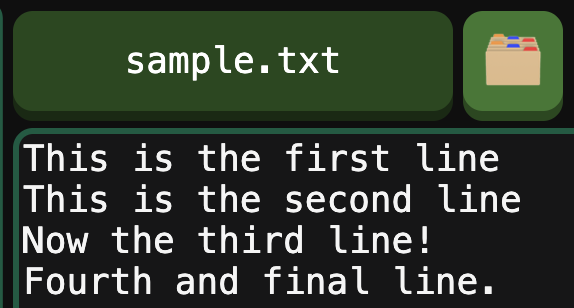 sample.txt
This is the first line
This is the second line
Now the third line!
Fourth and final line.